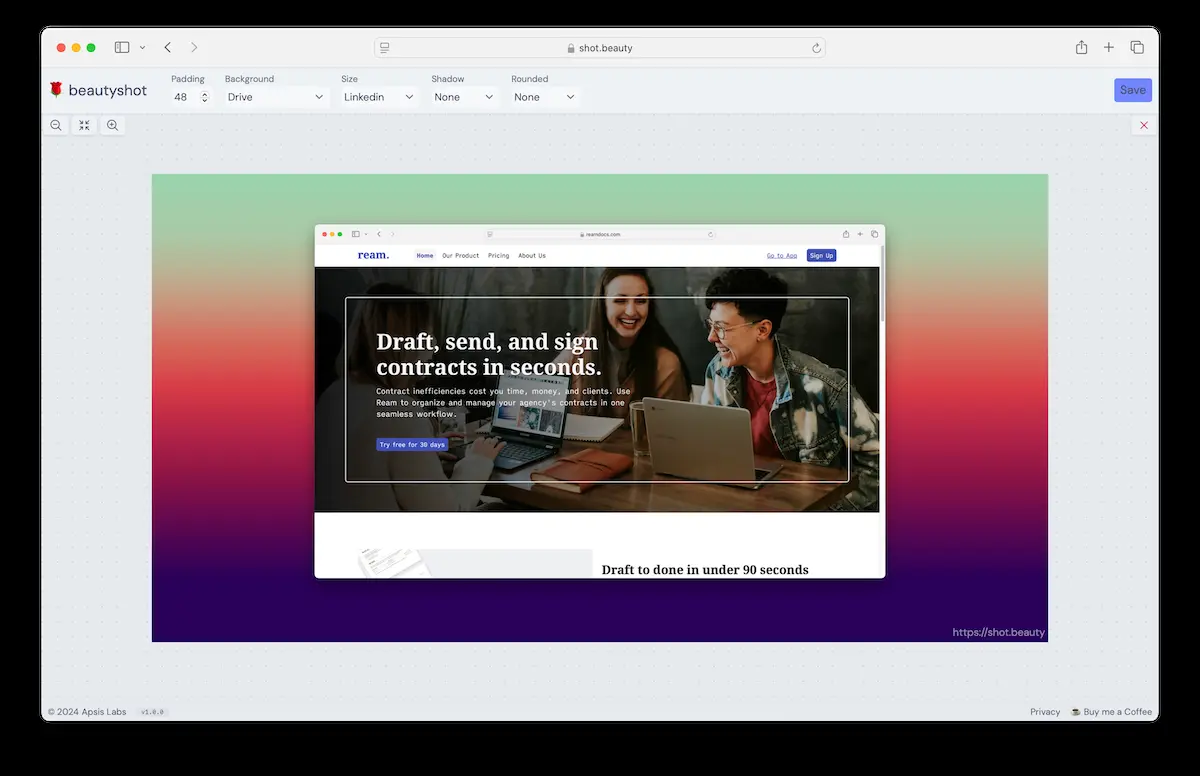 shot.beauty
beautyshot
Padding
Background
Size
Shadow
Rounded
48
Drive
Linkedin
None
None
Save
reamdocs.com
ream.
Home
Our Product
Pricing
About Us
Go to App
Sign Up
Draft, send, and sign
contracts in seconds.
Contract inefficiencies cost you time, money, and clients. Use
Ream to organize and manage your agency's contracts in one
seamless workflow.
Try free for 30 days
Draft to done in under 90 seconds
https://shot.beauty
© 2024 Apsis Labs
v1.0.0
Privacy
Buy me a Coffee